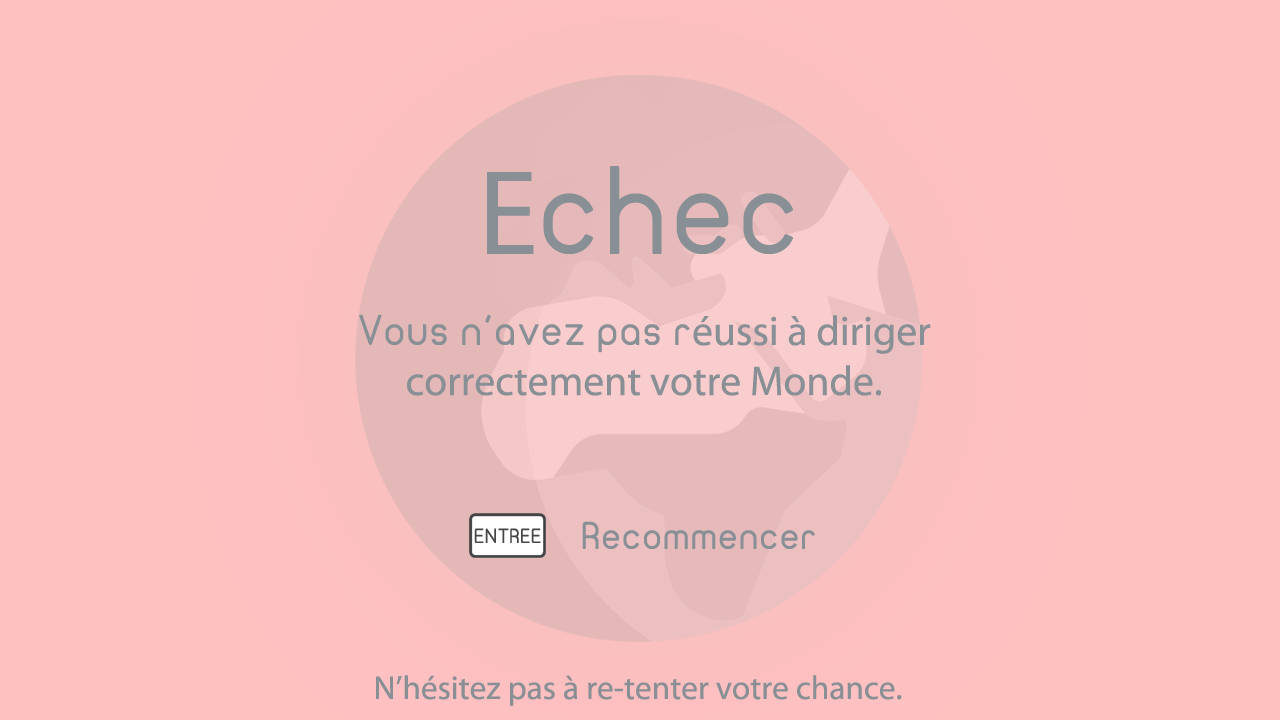 Echec
Vous n’avez pas réussi à diriger
correctement votre Monde.
ENTREE Recommencer
N’hésitez pas à re-tenter votre chance.